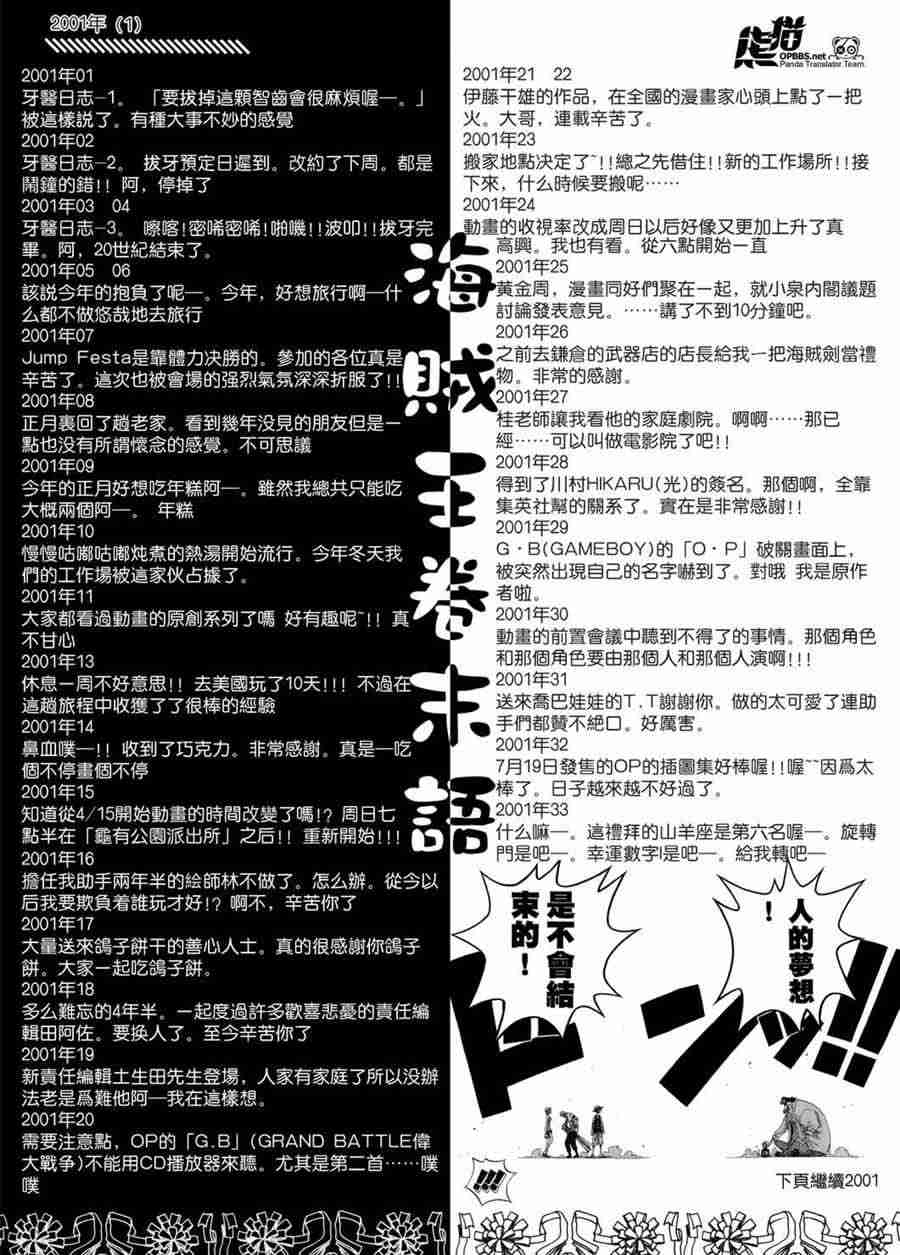 2001年（1）
2001年01
牙醫日志—1。 「要拔掉這顆智齒會很麻煩喔—。」
被這樣説了。有種大事不妙的感覺
2001年02
牙醫日志—2。 拔牙預定日遲到。改約了下周。都是
鬧鐘的錯!! 阿，停掉了
2001年03 04
牙醫日志—3。 嚓喀!密唏密唏!啪嘰!!波叩!!拔牙完
畢。阿，20世紀結束了。
2001年05 06
該説今年的抱負了呢—。今年，好想旅行啊—什
么都不做悠哉地去旅行
2001年07
Jump Festa是靠體力決勝的。參加的各位真是
辛苦了。這次也被會場的强烈氣氛深深折服了!!
2001年08
正月裏回了趟老家。看到幾年没見的朋友但是一
點也没有所謂懷念的感覺。不可思議
2001年09
今年的正月好想吃年糕阿—。雖然我總共只能吃
大概兩個阿—。 年糕
2001年10
慢慢咕嘟咕嘟炖煮的熱湯開始流行。今年冬天我
們的工作場被這家伙占據了。
2001年11
大家都看過動畫的原創系列了嗎 好有趣呢~!! 真
不甘心
2001年13
休息一周不好意思!! 去美國玩了10天!!! 不過在
這趟旅程中收獲了了很棒的經驗
2001年14
鼻血噗—!! 收到了巧克力。非常感謝。真是—吃
個不停畫個不停
2001年15
知道從4/15開始動畫的時間改變了嗎!? 周日七
點半在「龜有公園派出所」之后!! 重新開始!!!
2001年16
擔任我助手兩年半的絵師林不做了。怎么辦。從今以
后我要欺負着誰玩才好!? 啊不，辛苦你了
2001年17
大量送來鴿子餅干的善心人士。真的很感謝你鴿子
餅。大家一起吃鴿子餅。
2001年18
多么難忘的4年半。一起度過許多歡喜悲憂的責任編
輯田阿佐。要换人了。至今辛苦你了
2001年19
新責任編輯土生田先生登場，人家有家庭了所以没辦
法老是爲難他阿—我在這樣想。
2001年20
需要注意點，OP的「G.B」(GRAND BATTLE偉
大戰争)不能用CD播放器來聽。尤其是第二首……噗
噗
海賊王卷末語
熊猫
OPBBS.net
Panda Translator Team.
2001年21 22
伊藤干雄的作品，在全國的漫畫家心頭上點了一把
火。大哥，連載辛苦了。
2001年23
搬家地點决定了~!!總之先借住!!新的工作場所!!接
下來，什么時候要搬呢……
2001年24
動畫的收視率改成周日以后好像又更加上升了真
高興。我也有看。從六點開始一直
2001年25
黄金周，漫畫同好們聚在一起，就小泉内閣議題
討論發表意見。……講了不到10分鐘吧。
2001年26
之前去鎌倉的武器店的店長給我一把海賊劍當禮
物。非常的感謝。
2001年27
桂老師讓我看他的家庭劇院。啊啊……那已
經……可以叫做電影院了吧!!
2001年28
得到了川村HIKARU(光)的簽名。那個啊，全靠
集英社幫的關系了。實在是非常感謝!!
2001年29
G·B(GAMEBOY)的「O·P」破關畫面上，
被突然出現自己的名字嚇到了。對哦 我是原作
者啦。
2001年30
動畫的前置會議中聽到不得了的事情。那個角色
和那個角色要由那個人和那個人演啊!!!
2001年31
送來喬巴娃娃的T.T謝謝你。做的太可愛了連助
手們都贊不絶口。好厲害。
2001年32
7月19日發售的OP的插圖集好棒喔!!喔~~因爲太
棒了。日子越來越不好過了。
2001年33
什么嘛—。這禮拜的山羊座是第六名喔—。旋轉
門是吧—。幸運數字!是吧—。給我轉吧—
人的夢想
！
是不會結
束的！
ドン!!
!!!
下頁繼續2001